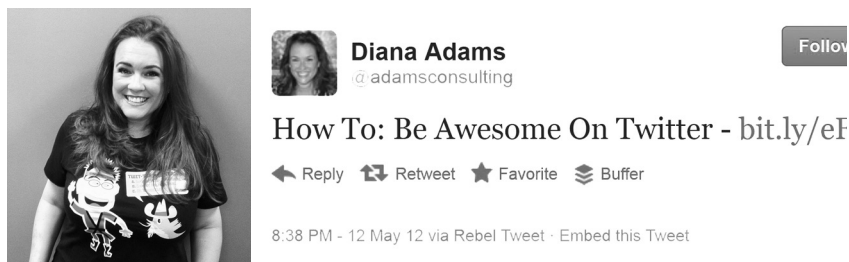 Diana Adams
@adamsconsulting
Follow
How To: Be Awesome On Twitter - bit.ly/eF
Reply Retweet Favorite Buffer
8:38 PM - 12 May 12 via Rebel Tweet · Embed this Tweet